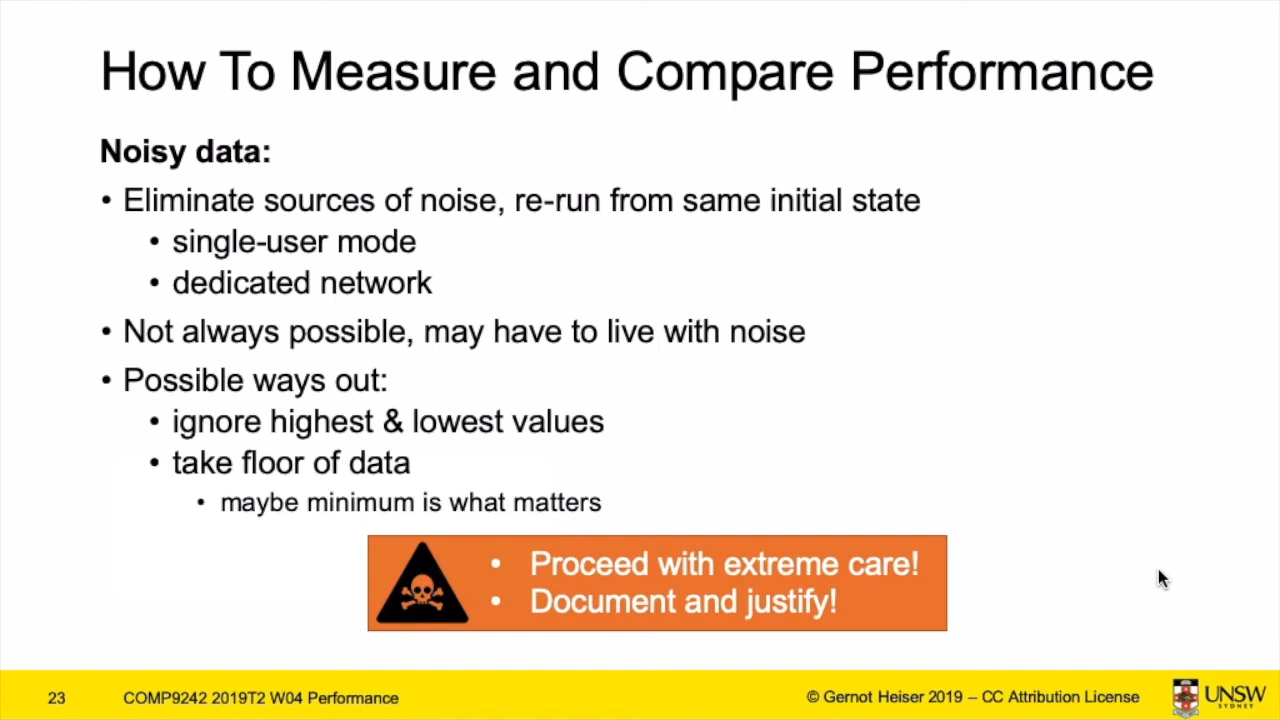 How To Measure and Compare Performance
Noisy data:
• Eliminate sources of noise, re-run from same initial state
• single-user mode
• dedicated network
• Not always possible, may have to live with noise
• Possible ways out:
• ignore highest & lowest values
• take floor of data
• maybe minimum is what matters
• Proceed with extreme care!
• Document and justify!
23 COMP9242 2019T2 W04 Performance © Gernot Heiser 2019 – CC Attribution License UNSW
SYDNEY